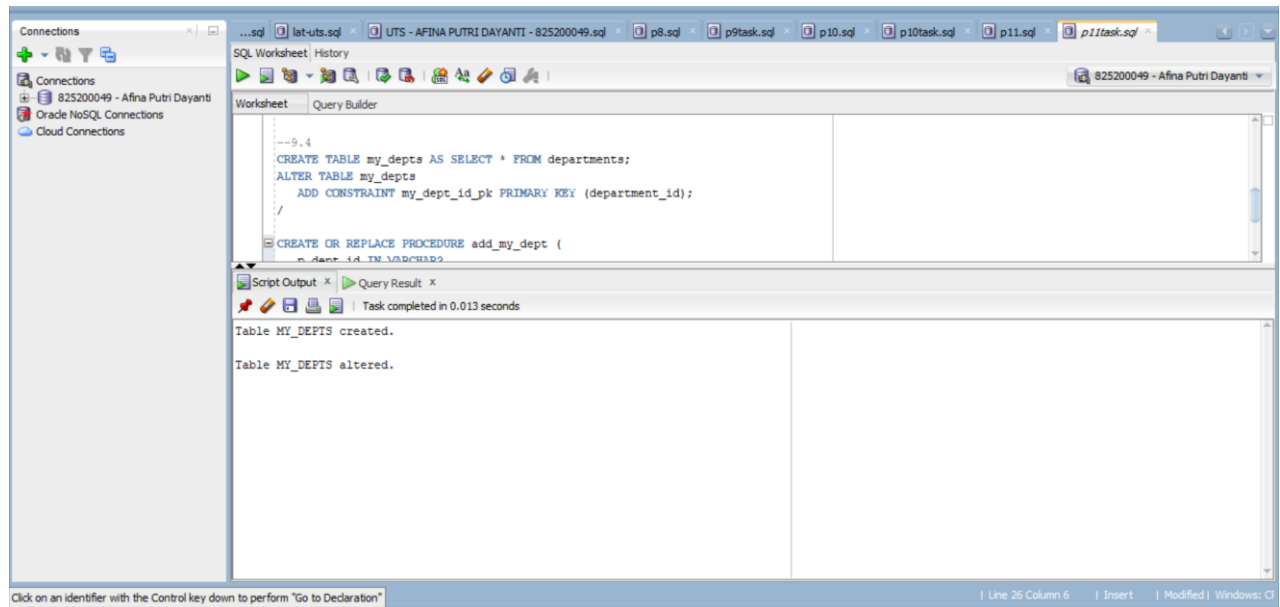 Connections
...sql lat-uts.sql UTS - AFINA PUTRI DAYANTI - 825200049.sql p8.sql p9task.sql p10.sql p10task.sql p11.sql p11task.sql
SQL Worksheet History
Connections
825200049 - Afina Putri Dayanti
Oracle NoSQL Connections
Cloud Connections
825200049 - Afina Putri Dayanti
Worksheet Query Builder
--9.4
CREATE TABLE my_depts AS SELECT * FROM departments;
ALTER TABLE my_depts
ADD CONSTRAINT my_dept_id_pk PRIMARY KEY (department_id);
/
CREATE OR REPLACE PROCEDURE add_my_dept (
p_dept_id IN VARCHAR2
Script Output x Query Result x
Task completed in 0.013 seconds
Table MY_DEPTS created.
Table MY_DEPTS altered.
Click on an identifier with the Control key down to perform "Go to Declaration" | Line 26 Column 6 | Insert | Modified | Windows: